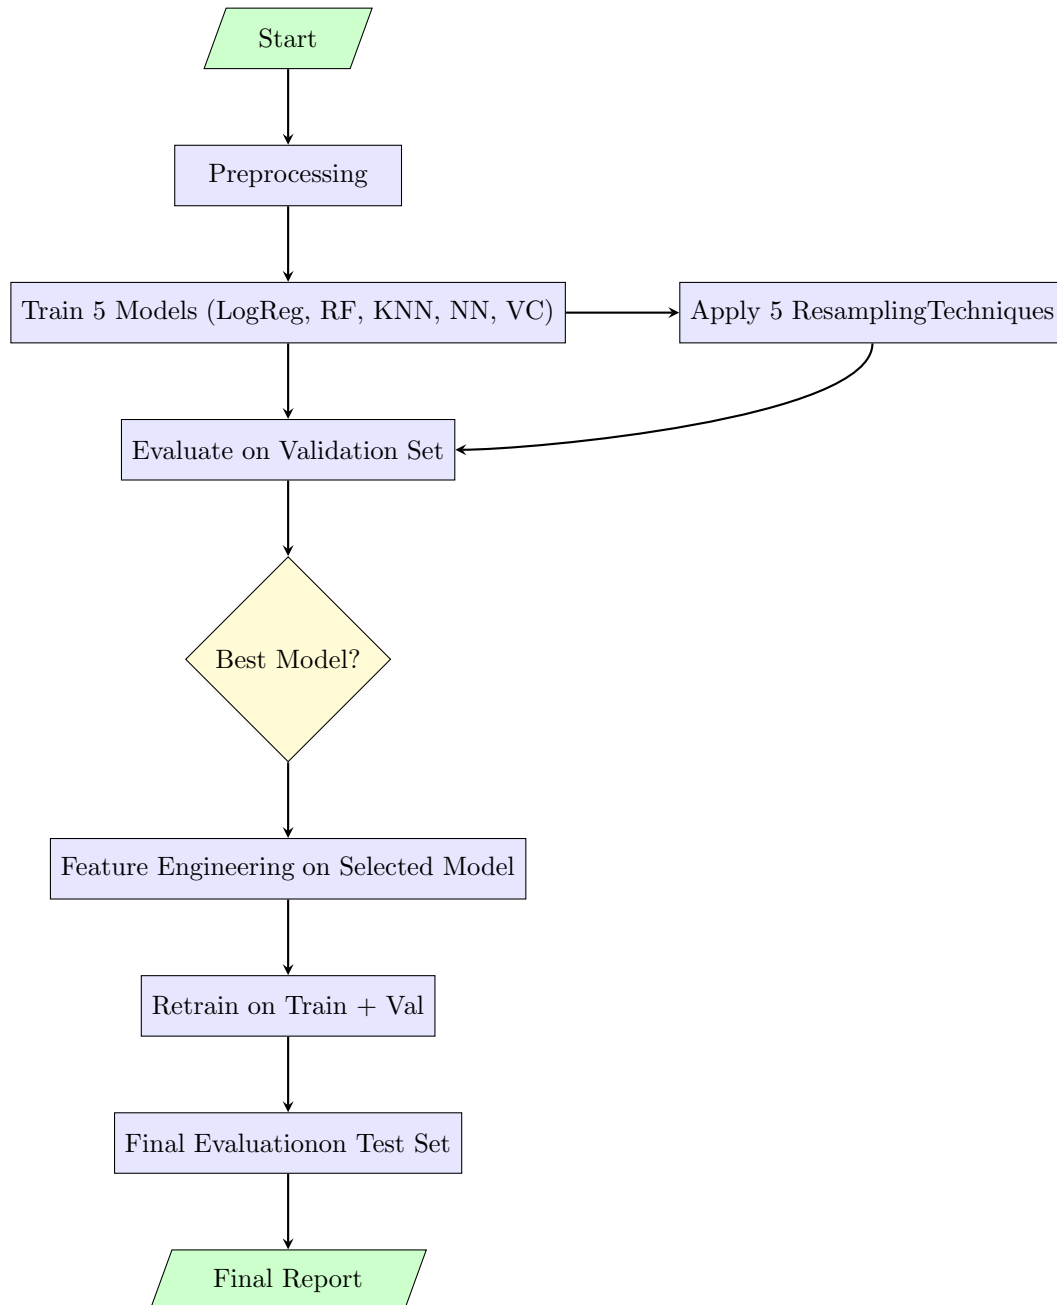 Start
Preprocessing
Train 5 Models (LogReg, RF, KNN, NN, VC)
Apply 5 ResamplingTechniques
Evaluate on Validation Set
Best Model?
Feature Engineering on Selected Model
Retrain on Train + Val
Final Evaluationon Test Set
Final Report